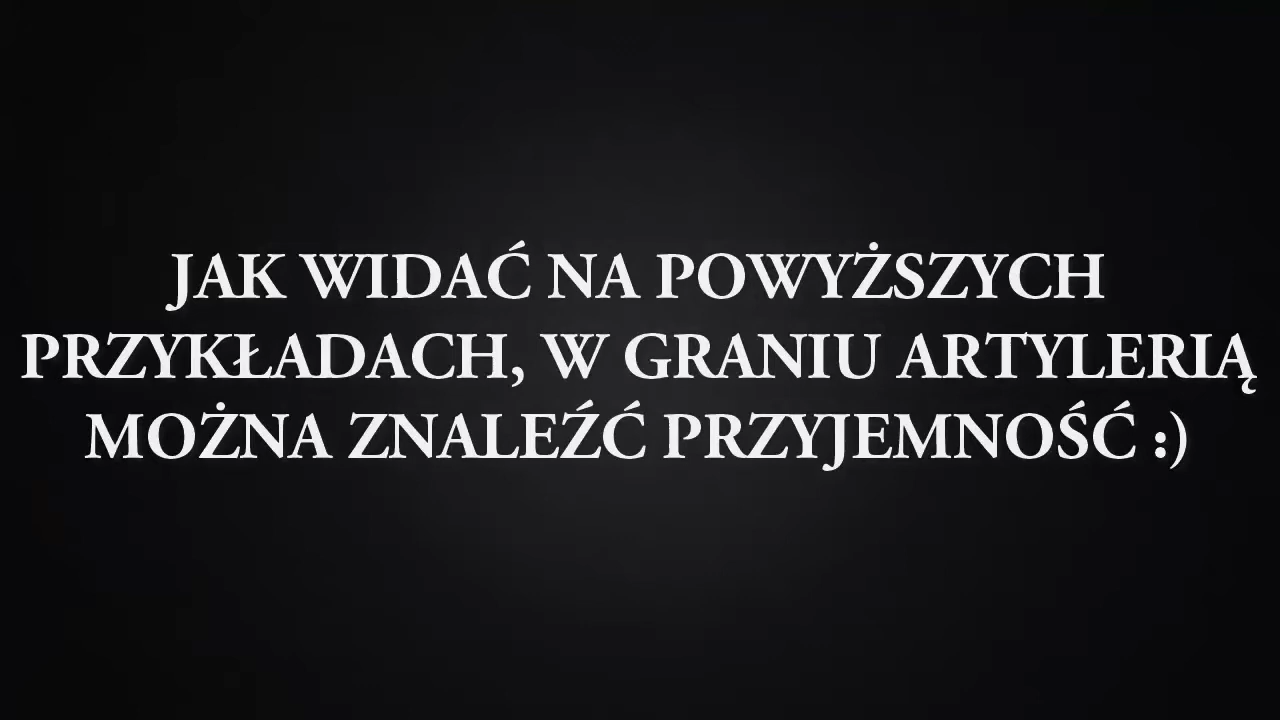 JAK WIDAĆ NA POWYŻSZYCH
PRZYKŁADACH, W GRANIU ARTYLERIĄ
MOŻNA ZNALEŹĆ PRZYJEMNOŚĆ :)